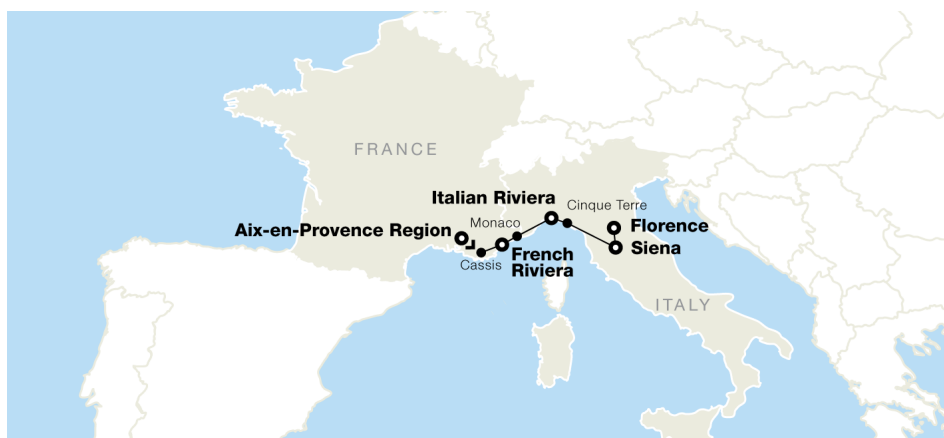 FRANCE
Italian Riviera
Cinque Terre
Monaco
Florence
Aix-en-Provence Region
Siena
French
Riviera
Cassis
ITALY